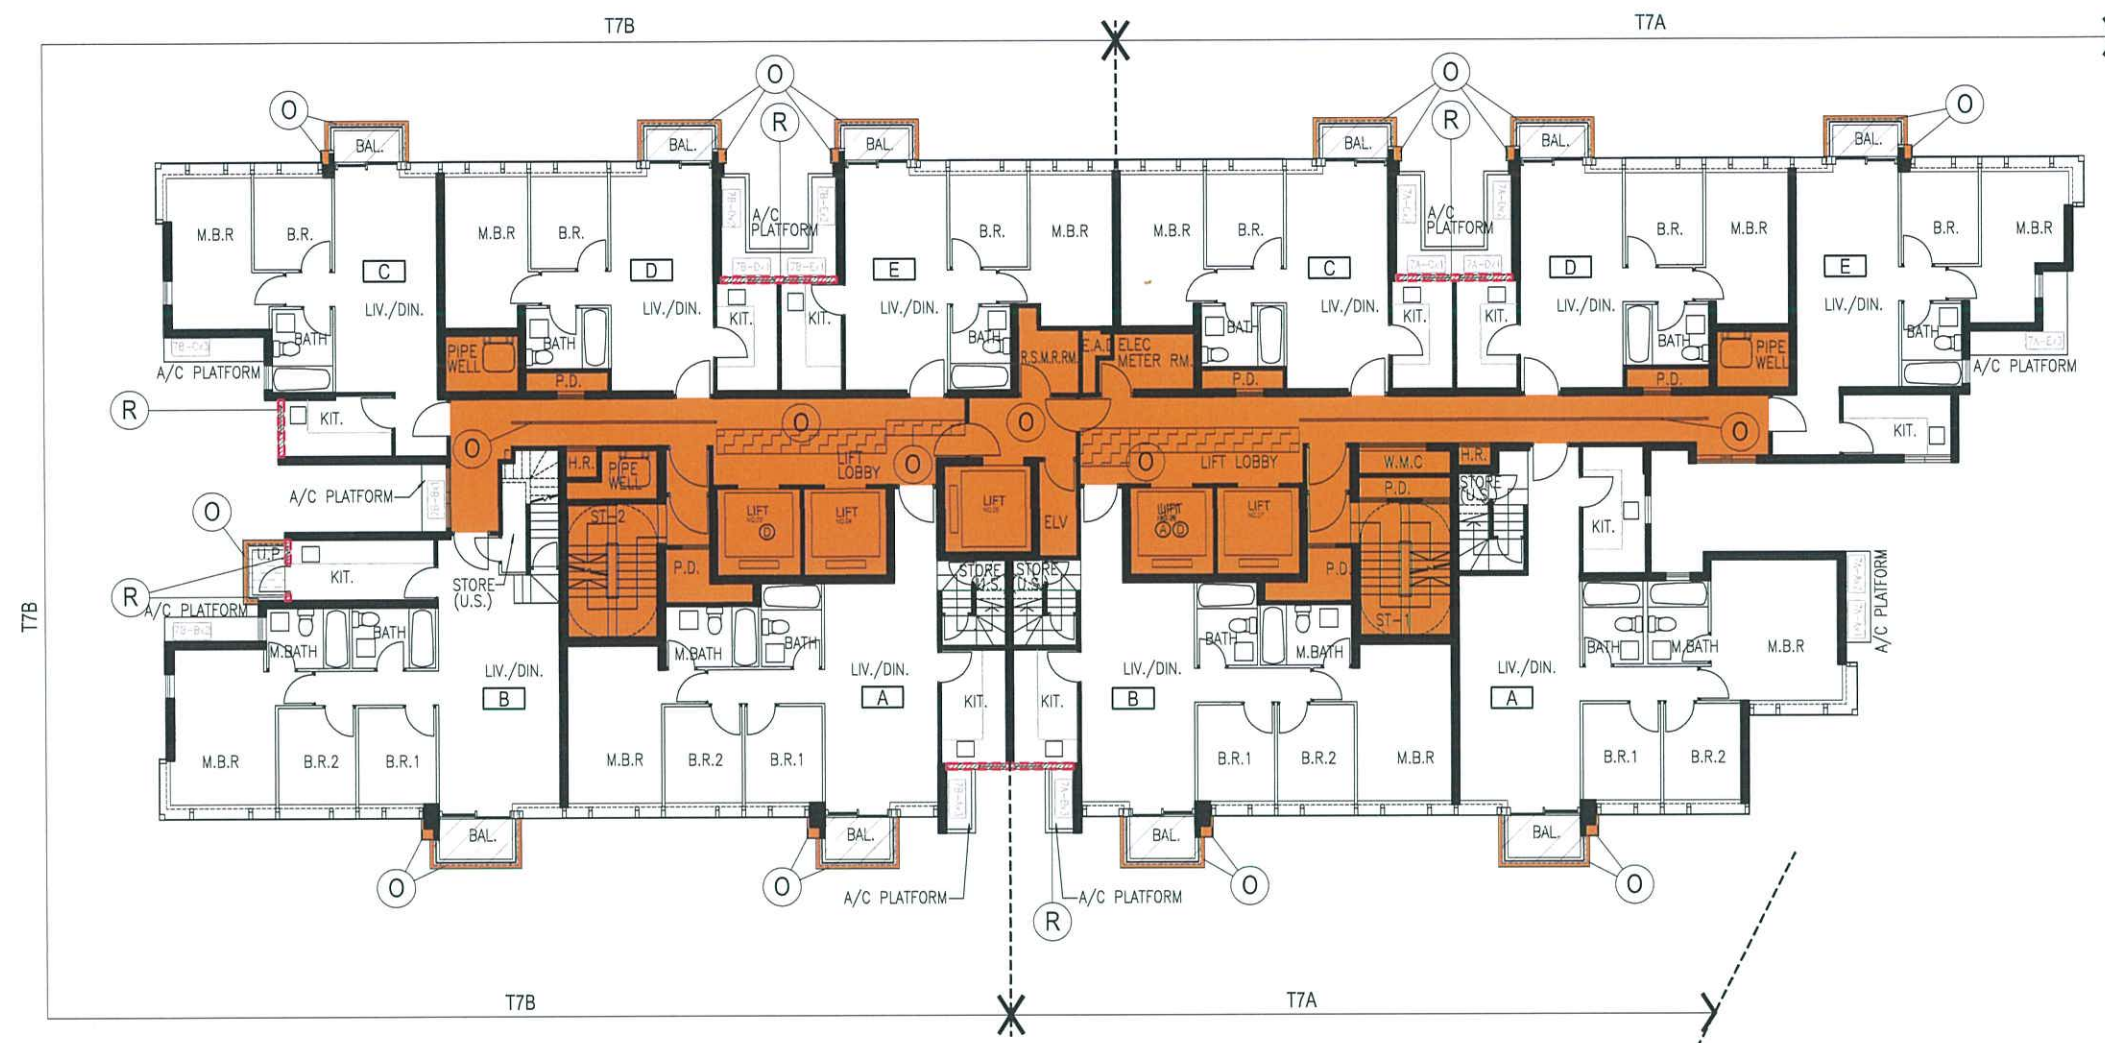 T7B
T7A
O
O
O
O
R
R
BAL.
BAL.
BAL.
BAL.
BAL.
BAL.
A/C
PLATFORM
A/C
PLATFORM
M.B.R
B.R.
M.B.R
B.R.
B.R.
M.B.R
M.B.R
B.R.
B.R.
M.B.R
B.R.
M.B.R
C
D
E
C
D
E
LIV./DIN.
LIV./DIN.
LIV./DIN.
LIV./DIN.
LIV./DIN.
LIV./DIN.
KIT.
KIT.
KIT.
KIT.
BATH
BATH
BATH
BATH
BATH
BATH
PIPE
WELL
R.S.M.R.RM.
E.A.D
ELEC
METER RM.
PIPE
WELL
A/C PLATFORM
A/C PLATFORM
P.D.
P.D.
P.D.
R
KIT.
KIT.
O
O
O
O
O
O
H.R.
PIPE
WELL
LIFT
LOBBY
LIFT LOBBY
W.M.C
P.D.
H.R.
STORE
(U.S.)
A/C PLATFORM
7B-Bx1
O
ST-2
LIFT
LIFT
LIFT
ELV
LIFT
LIFT
D
A
D
KIT.
U.P.
KIT.
STORE
(U.S.)
P.D.
STORE
U.S.
STORE
(U.S.)
P.D.
ST-1
R
A/C PLATFORM
7B-Bx2
A/C PLATFORM
M.BATH
BATH
M.BATH
BATH
BATH
M.BATH
BATH
M.BATH
M.B.R
LIV./DIN.
LIV./DIN.
LIV./DIN.
LIV./DIN.
B
A
B
A
KIT.
KIT.
M.B.R
B.R.2
B.R.1
M.B.R
B.R.2
B.R.1
B.R.1
B.R.2
M.B.R
B.R.1
B.R.2
BAL.
BAL.
BAL.
BAL.
O
O
O
O
A/C PLATFORM
A/C PLATFORM
R
T7B
T7B
T7A